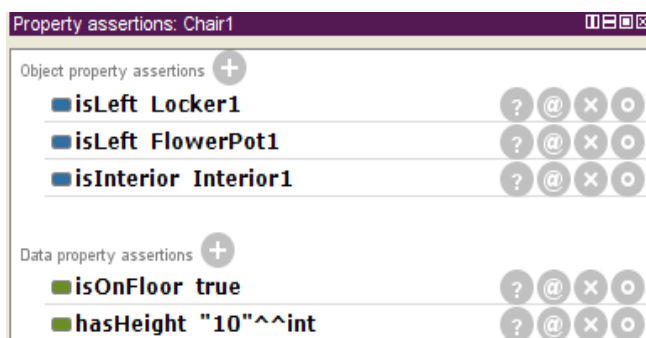 Property assertions: Chair1
Object property assertions
isLeft Locker1
isLeft FlowerPot1
isInterior Interior1
Data property assertions
isOnFloor true
hasHeight "10"^^int